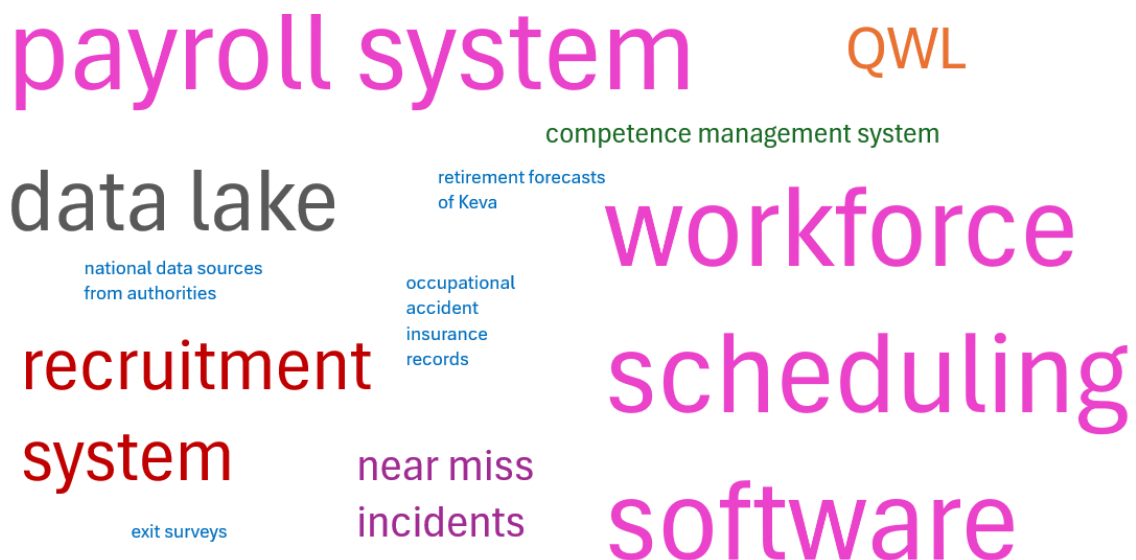 payroll system
QWL
competence management system
data lake
retirement forecasts
of Keva
workforce
scheduling
software
national data sources
from authorities
occupational
accident
insurance
records
recruitment
system
near miss
incidents
exit surveys